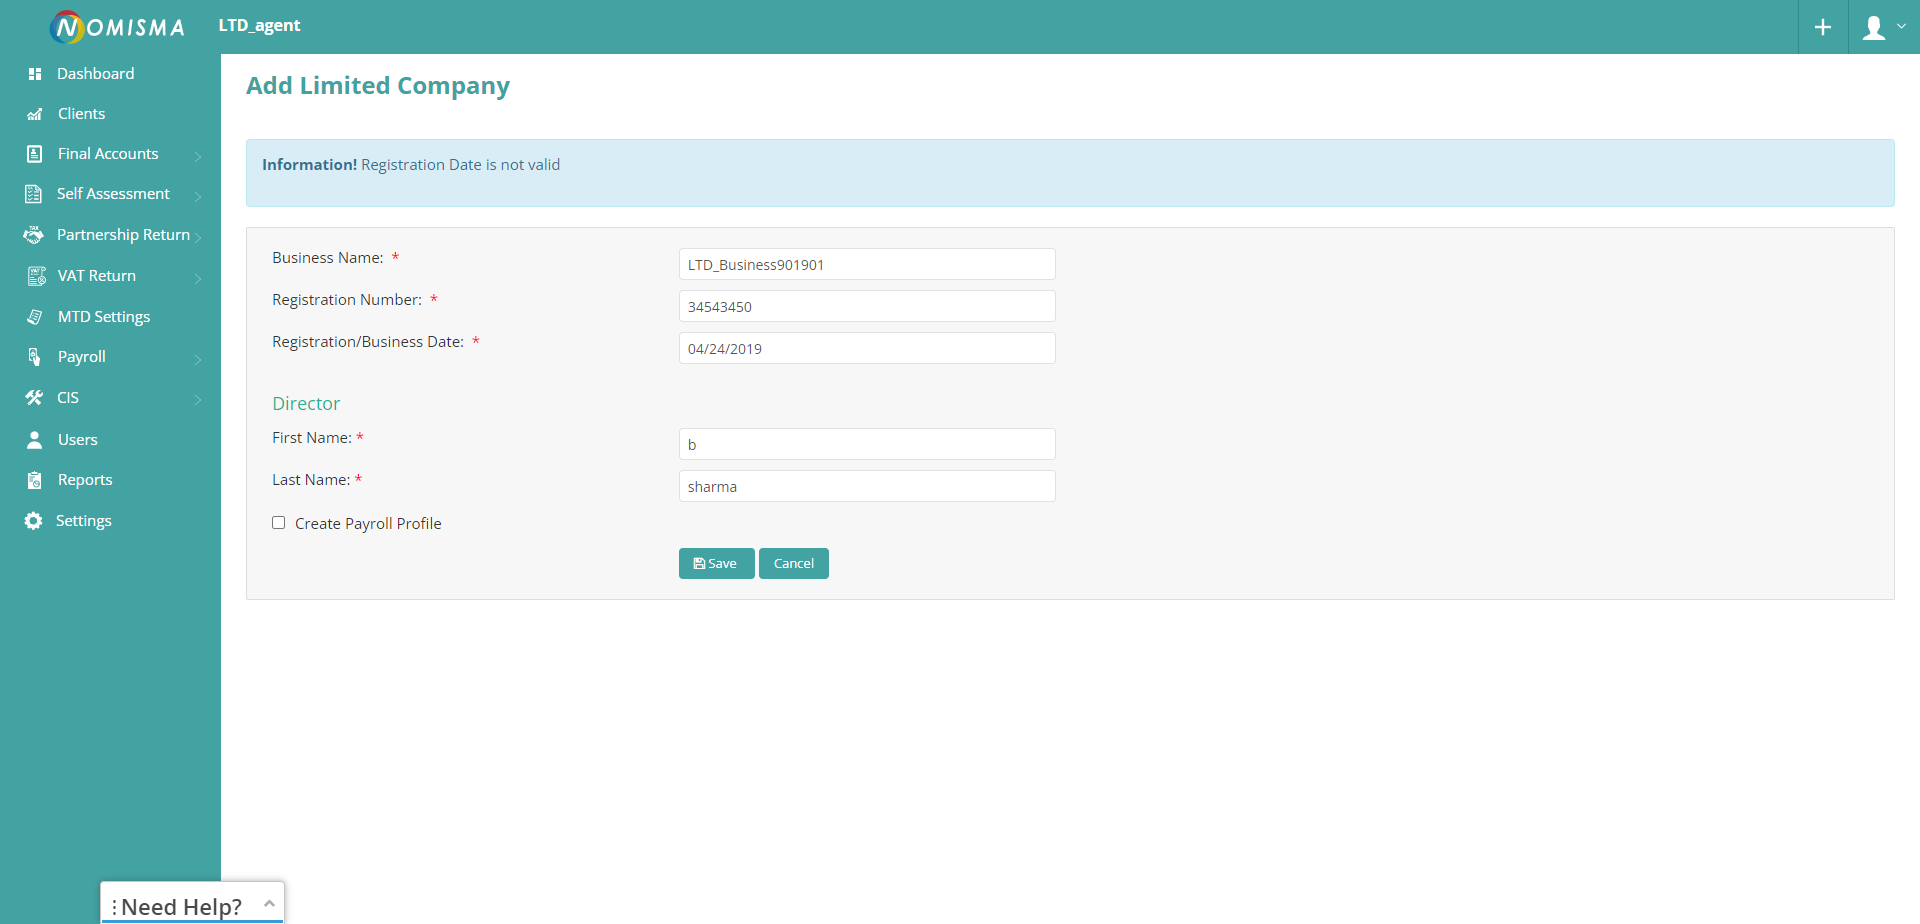 NOMISMA
LTD_agent
Dashboard
Clients
Final Accounts
Self Assessment
Partnership Return
VAT Return
MTD Settings
Payroll
CIS
Users
Reports
Settings
Add Limited Company
Information! Registration Date is not valid
Business Name: *
LTD_Business901901
Registration Number: *
34543450
Registration/Business Date: *
04/24/2019
Director
First Name: *
b
Last Name: *
sharma
Create Payroll Profile
Save
Cancel
Need Help?